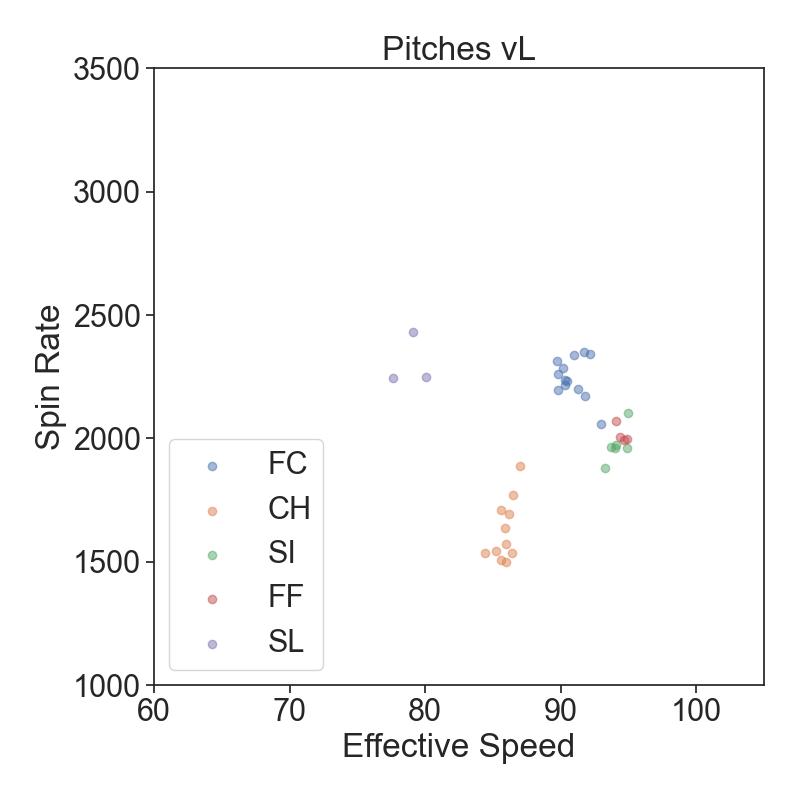 Pitches vL
3500
3000
2500
2000
1500
1000
Spin Rate
FC
CH
SI
FF
SL
60 70 80 90 100
Effective Speed